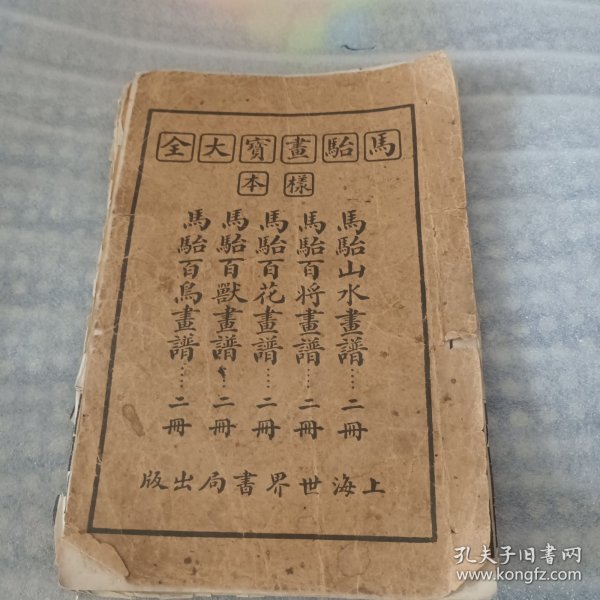 馬駘畫寳大全
樣本
馬駘山水畫譜……二冊
馬駘百将畫譜……二冊
馬駘百花畫譜……二冊
馬駘百獸畫譜……二冊
馬駘百鳥畫譜……二冊
上海世界書局出版
孔夫子旧書网
www.kongfz.com